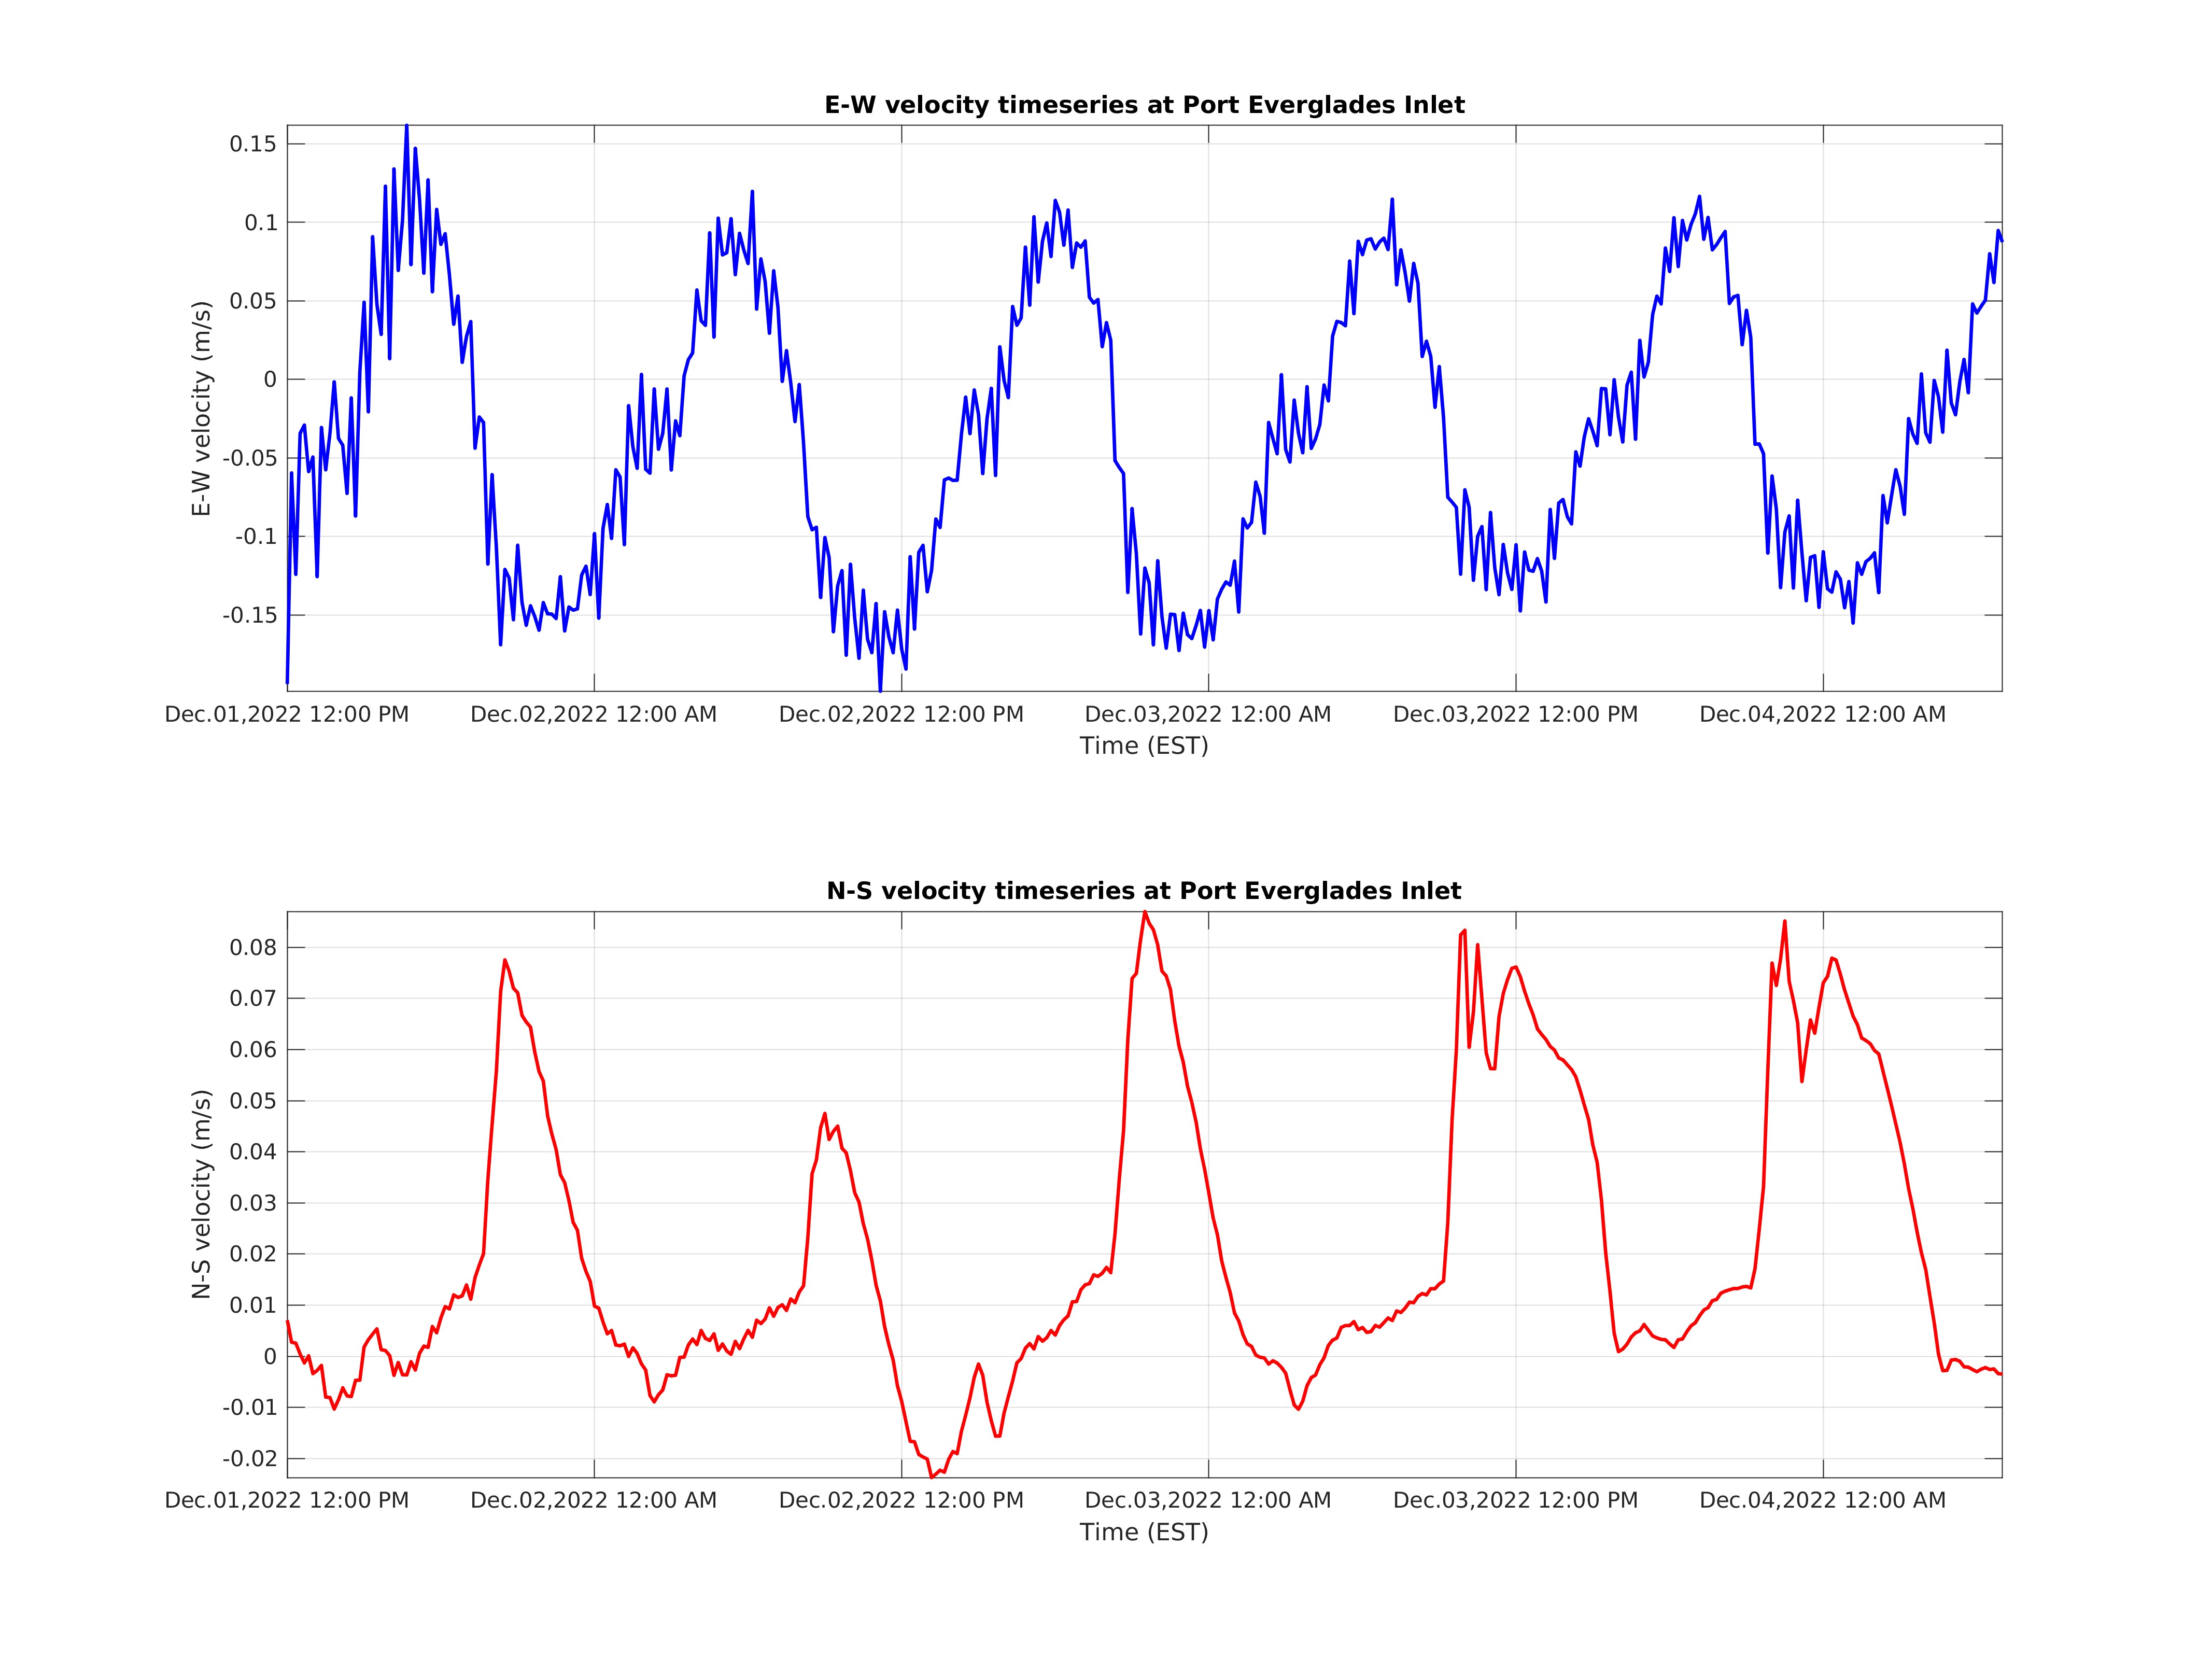 E-W velocity timeseries at Port Everglades Inlet
E-W velocity (m/s)
0.15
0.1
0.05
0
-0.05
-0.1
-0.15
Dec.01,2022 12:00 PM Dec.02,2022 12:00 AM Dec.02,2022 12:00 PM Dec.03,2022 12:00 AM Dec.03,2022 12:00 PM Dec.04,2022 12:00 AM
Time (EST)
N-S velocity timeseries at Port Everglades Inlet
N-S velocity (m/s)
0.08
0.07
0.06
0.05
0.04
0.03
0.02
0.01
0
-0.01
-0.02
Dec.01,2022 12:00 PM Dec.02,2022 12:00 AM Dec.02,2022 12:00 PM Dec.03,2022 12:00 AM Dec.03,2022 12:00 PM Dec.04,2022 12:00 AM
Time (EST)